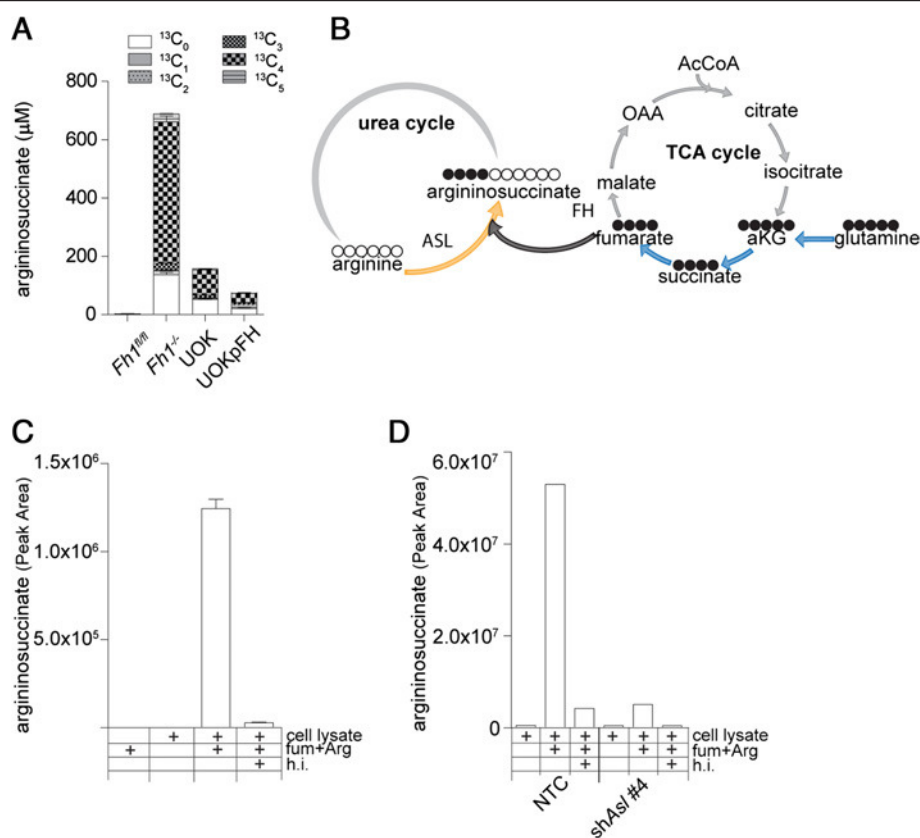 A
¹³C₀ ¹³C₃
¹³C₁ ¹³C₄
¹³C₂ ¹³C₅
argininosuccinate (µM)
800
600
400
200
0
Fh1fl/fl
Fh1-/-
UOK
UOKpFH
B
urea cycle
argininosuccinate
arginine
ASL
AcCoA
OAA
citrate
TCA cycle
isocitrate
malate
FH
fumarate
aKG
glutamine
succinate
C
argininosuccinate (Peak Area)
1.5x10⁶
1.0x10⁶
5.0x10⁵
+ + + cell lysate
+ + + fum+Arg
+ h.i.
D
argininosuccinate (Peak Area)
6.0x10⁷
4.0x10⁷
2.0x10⁷
0
+ + + + + + cell lysate
+ + + + fum+Arg
+ + h.i.
NTC
shAsl #4